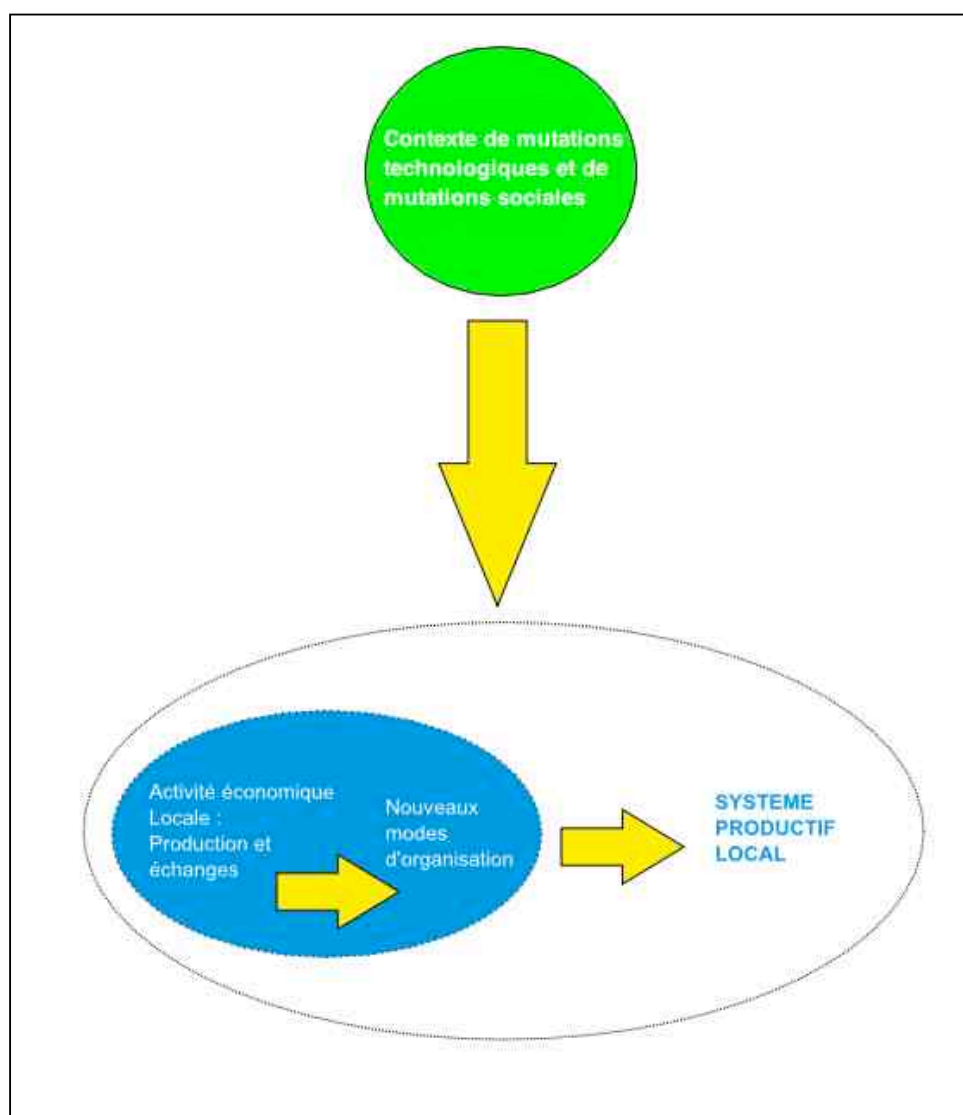 Contexte de mutations
technologiques et de
mutations sociales
Activité économique
Locale :
Production et
échanges
Nouveaux
modes
d'organisation
SYSTEME
PRODUCTIF
LOCAL